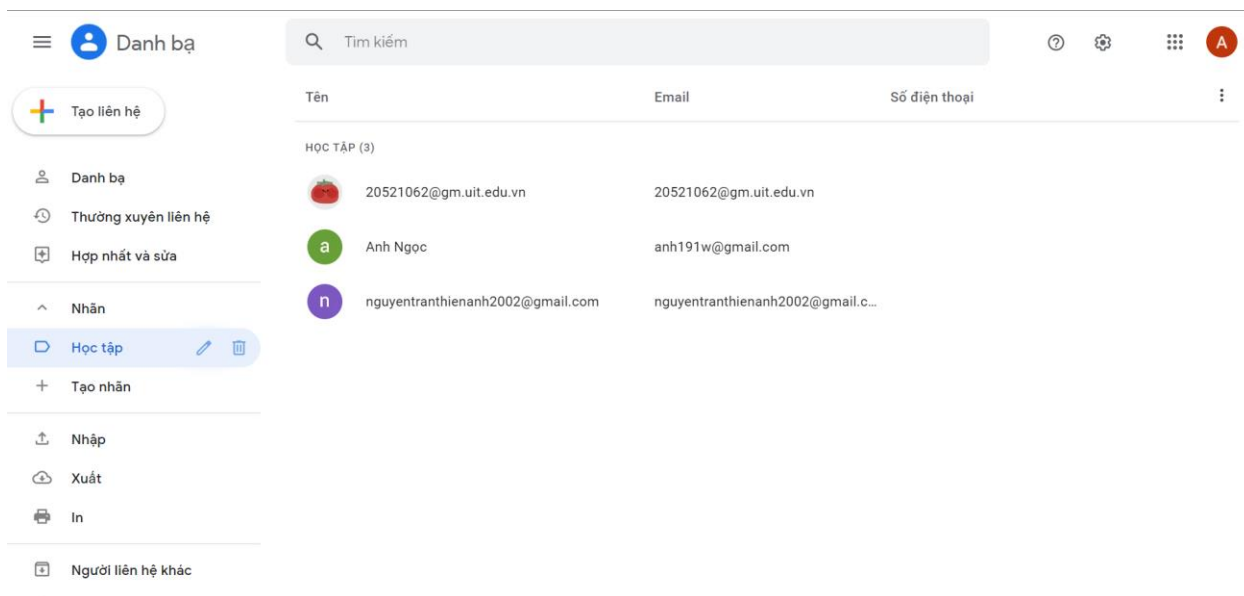 Danh bạ
Tìm kiếm
A
Tạo liên hệ
Tên Email Số điện thoại
HỌC TẬP (3)
Danh bạ
Thường xuyên liên hệ
Hợp nhất và sửa
Nhãn
Học tập
Tạo nhãn
Nhập
Xuất
In
Người liên hệ khác
20521062@gm.uit.edu.vn 20521062@gm.uit.edu.vn
a Anh Ngọc anh191w@gmail.com
n nguyentranthienanh2002@gmail.com nguyentranthienanh2002@gmail.c...